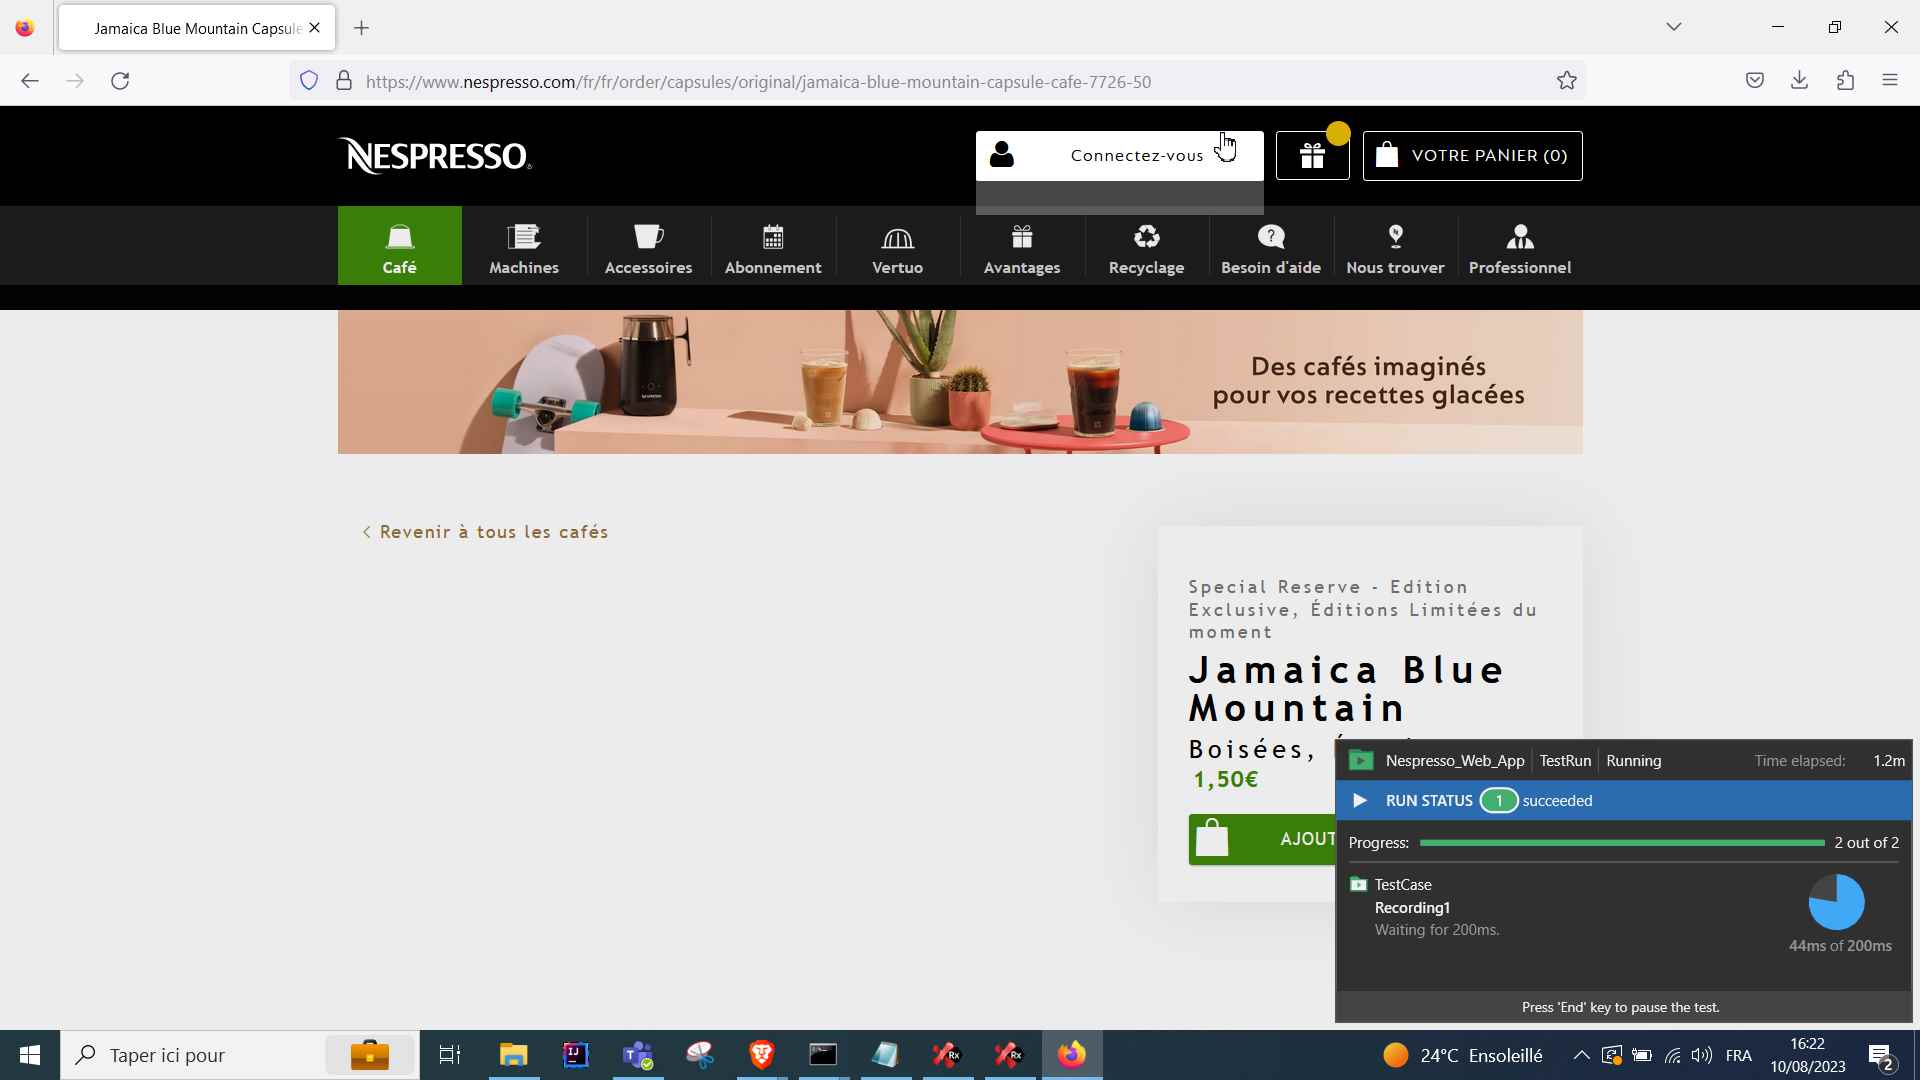 Jamaica Blue Mountain Capsule
https://www.nespresso.com/fr/fr/order/capsules/original/jamaica-blue-mountain-capsule-cafe-7726-50
NESPRESSO
Connectez-vous
VOTRE PANIER (0)
Café
Machines
Accessoires
Abonnement
Vertuo
Avantages
Recyclage
Besoin d'aide
Nous trouver
Professionnel
Des cafés imaginés
pour vos recettes glacées
< Revenir à tous les cafés
Special Reserve - Edition
Exclusive, Éditions Limitées du
moment
Jamaica Blue
Mountain
Boisées,
1,50€
AJOUT
Nespresso_Web_App TestRun Running Time elapsed: 1.2m
RUN STATUS 1 succeeded
Progress: 2 out of 2
TestCase
Recording1
Waiting for 200ms.
44ms of 200ms
Press 'End' key to pause the test.
Taper ici pour
24°C Ensoleillé
FRA
16:22
10/08/2023
2